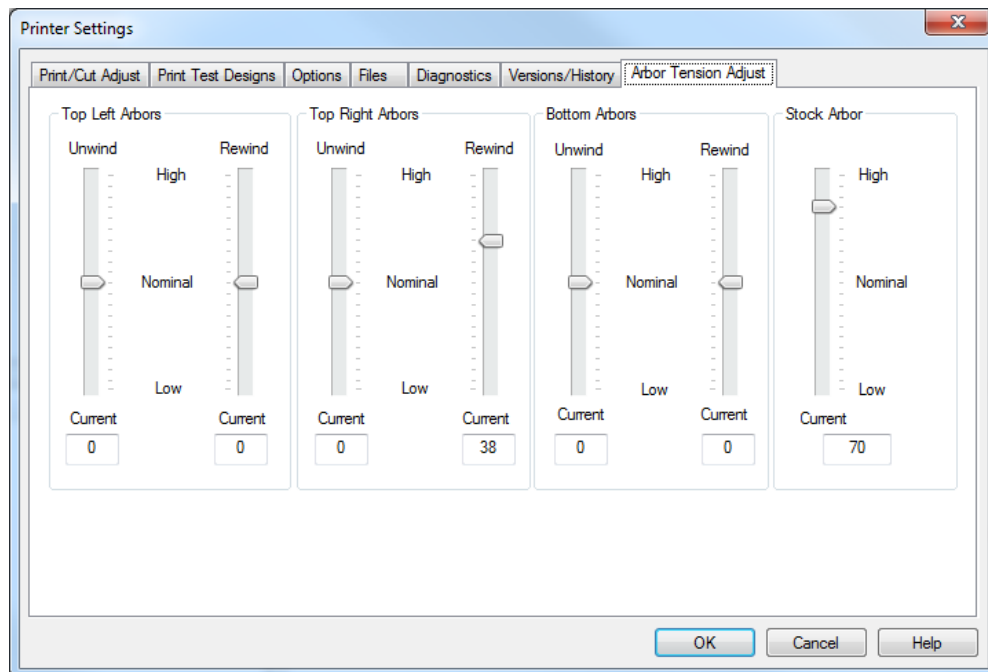 Printer Settings
Print/Cut Adjust Print Test Designs Options Files Diagnostics Versions/History Arbor Tension Adjust
Top Left Arbors Top Right Arbors Bottom Arbors Stock Arbor
Unwind Rewind Unwind Rewind Unwind Rewind
High High High High
Nominal Nominal Nominal Nominal
Low Low Low Low
Current Current Current Current Current Current Current
0 0 0 38 0 0 70
OK Cancel Help